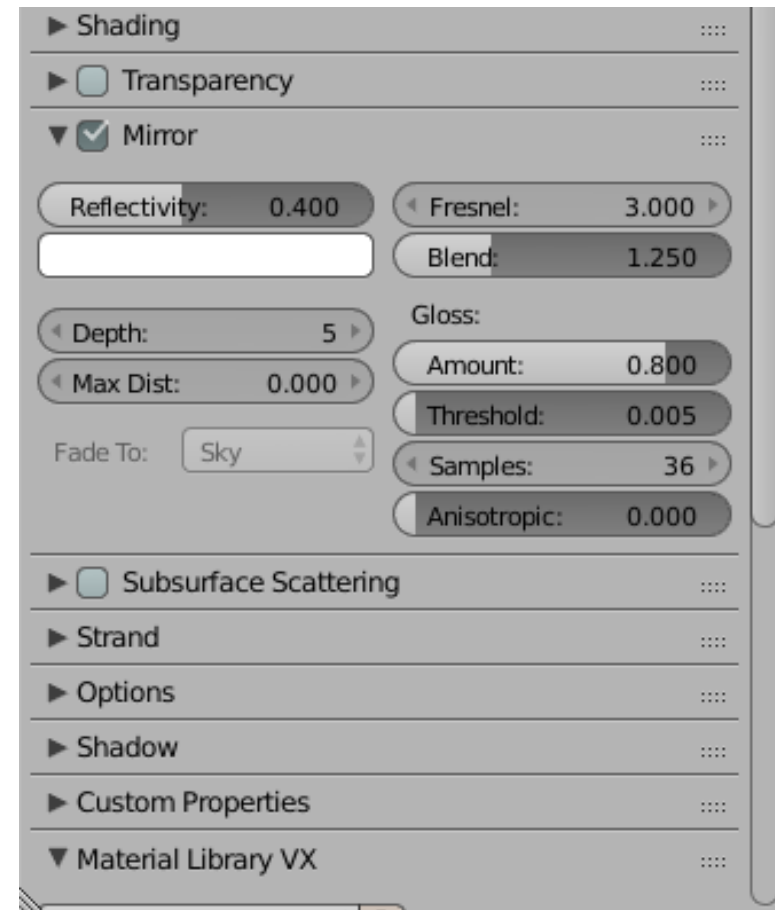 Shading
Transparency
Mirror
Reflectivity: 0.400
Fresnel: 3.000
Blend: 1.250
Depth: 5
Max Dist: 0.000
Fade To: Sky
Gloss:
Amount: 0.800
Threshold: 0.005
Samples: 36
Anisotropic: 0.000
Subsurface Scattering
Strand
Options
Shadow
Custom Properties
Material Library VX